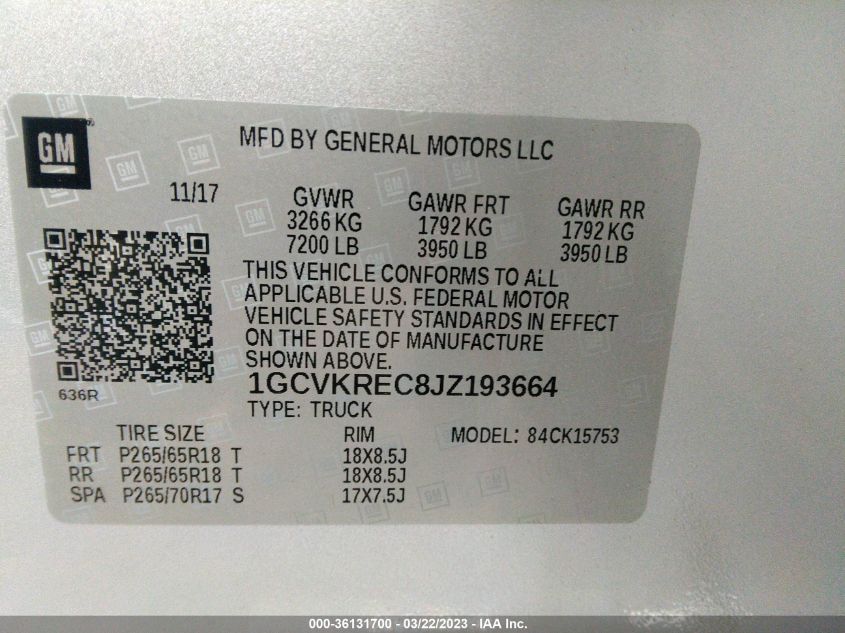 GM
MFD BY GENERAL MOTORS LLC
11/17 GVWR GAWR FRT GAWR RR
3266 KG 1792 KG 1792 KG
7200 LB 3950 LB 3950 LB
THIS VEHICLE CONFORMS TO ALL
APPLICABLE U.S. FEDERAL MOTOR
VEHICLE SAFETY STANDARDS IN EFFECT
ON THE DATE OF MANUFACTURE
SHOWN ABOVE.
636R
1GCVKREC8JZ193664
TYPE: TRUCK
TIRE SIZE RIM MODEL: 84CK15753
FRT P265/65R18 T 18X8.5J
RR P265/65R18 T 18X8.5J
SPA P265/70R17 S 17X7.5J
000-36131700 - 03/22/2023 - IAA Inc.